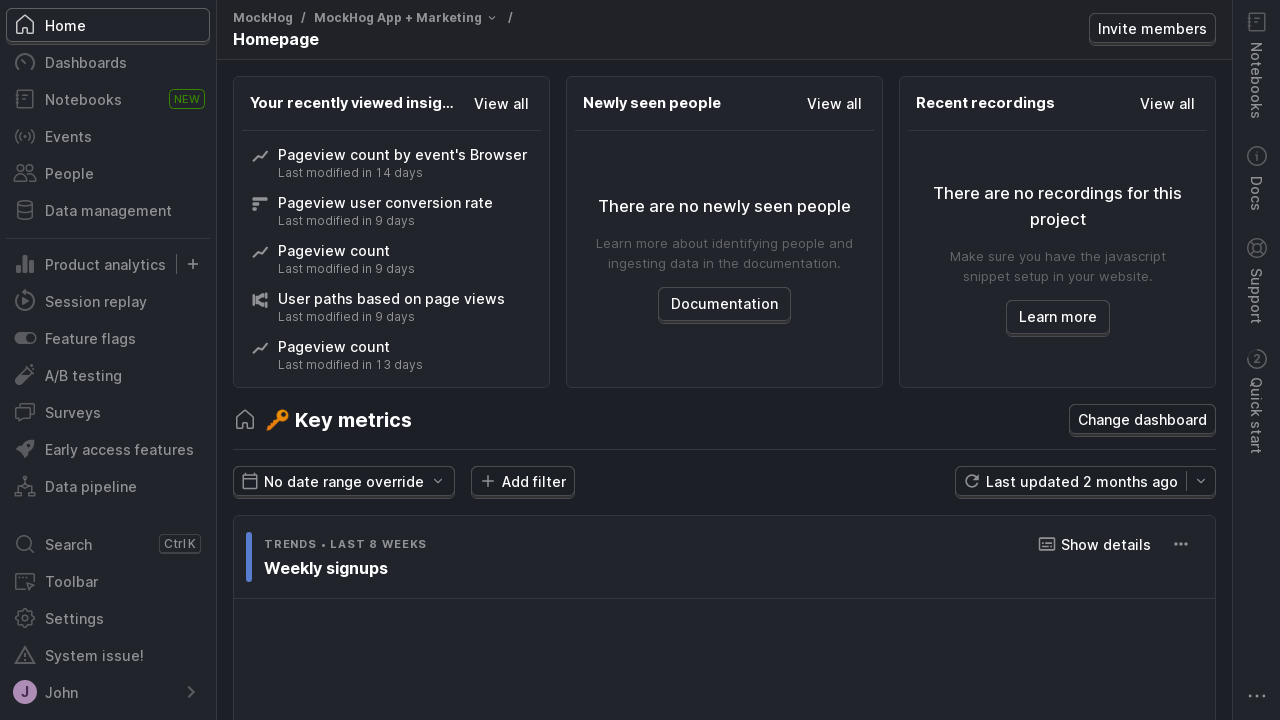 Home
Dashboards
Notebooks NEW
Events
People
Data management
Product analytics
Session replay
Feature flags
A/B testing
Surveys
Early access features
Data pipeline
Search Ctrl K
Toolbar
Settings
System issue!
J John
MockHog / MockHog App + Marketing /
Homepage
Invite members
Your recently viewed insig... View all
Pageview count by event's Browser
Last modified in 14 days
Pageview user conversion rate
Last modified in 9 days
Pageview count
Last modified in 9 days
User paths based on page views
Last modified in 9 days
Pageview count
Last modified in 13 days
Newly seen people View all
There are no newly seen people
Learn more about identifying people and
ingesting data in the documentation.
Documentation
Recent recordings View all
There are no recordings for this
project
Make sure you have the javascript
snippet setup in your website.
Learn more
🔑 Key metrics
Change dashboard
No date range override
Add filter
Last updated 2 months ago
TRENDS • LAST 8 WEEKS
Weekly signups
Show details
Notebooks
Docs
Support
2 Quick start